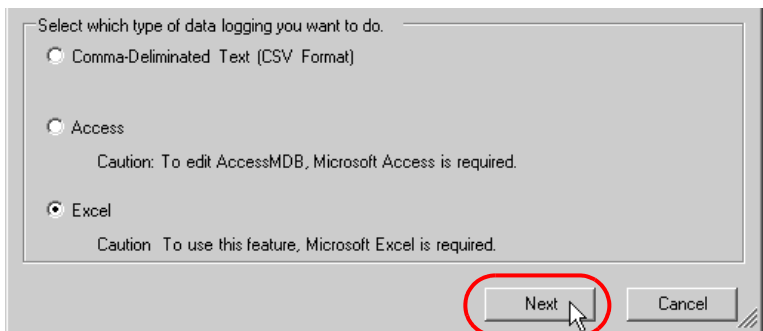 Select which type of data logging you want to do.
Comma-Deliminated Text (CSV Format)
Access
Caution: To edit AccessMDB, Microsoft Access is required.
Excel
Caution To use this feature, Microsoft Excel is required.
Next Cancel